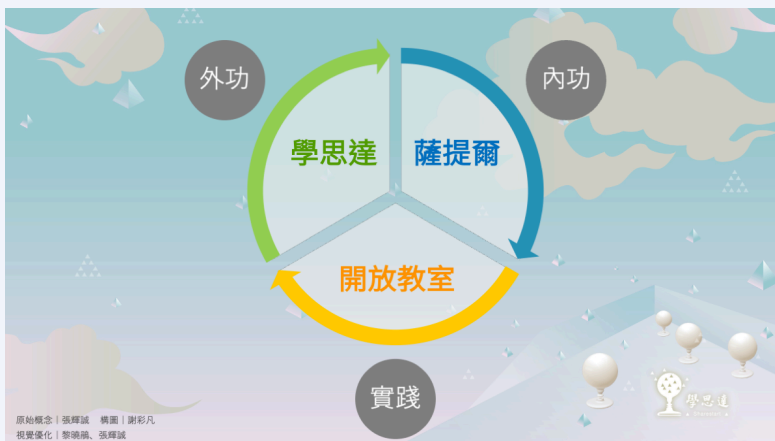 外功
內功
學思達
薩提爾
開放教室
實踐
學思達
原始概念｜張輝誠 構圖｜謝彩凡
視覺優化｜黎曉鵑、張輝誠